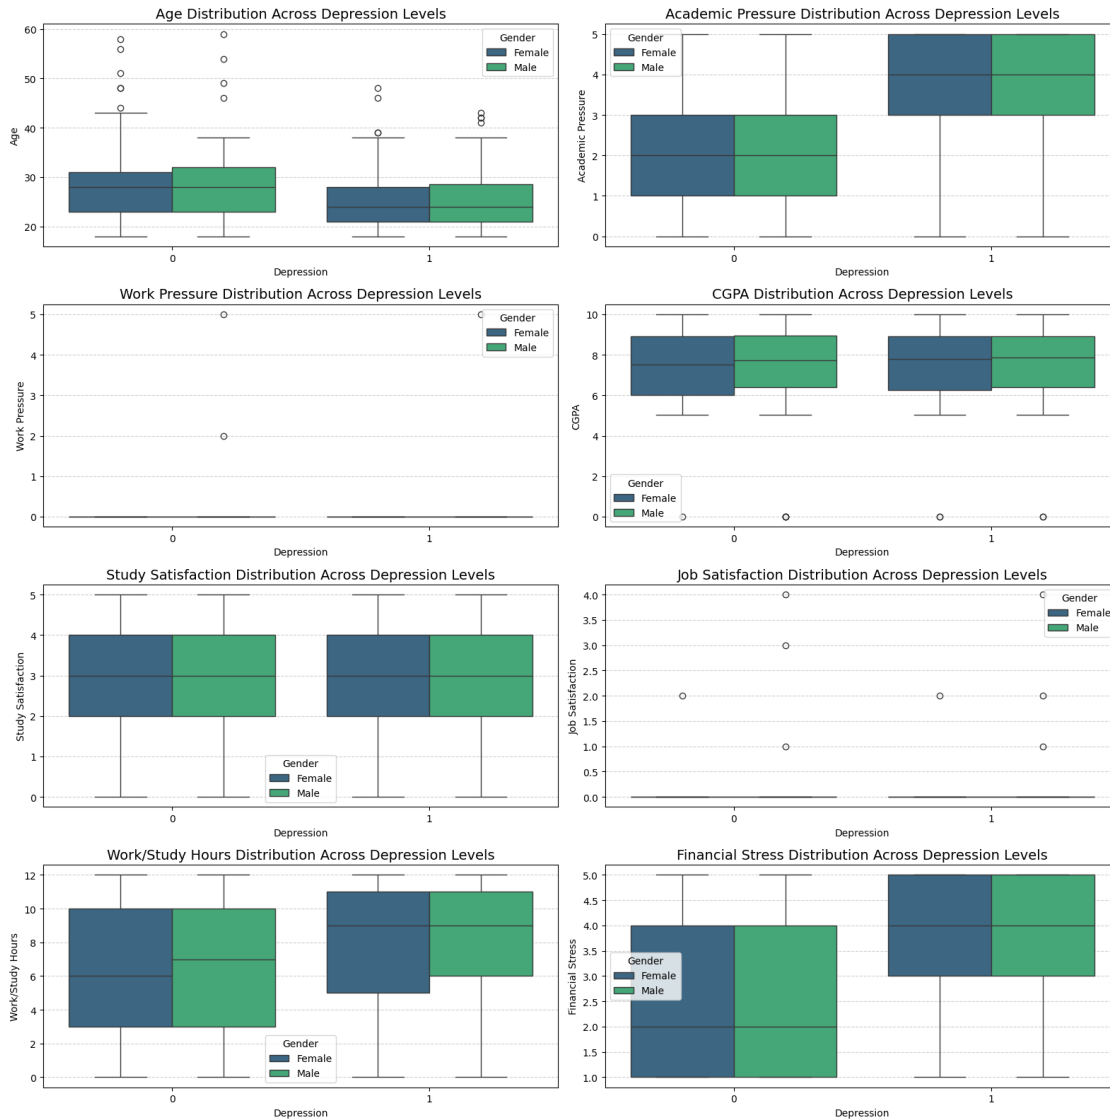 Age Distribution Across Depression Levels
60
50
40
30
20
Age
Gender
Female
Male
0
1
Depression
Academic Pressure Distribution Across Depression Levels
5
4
3
2
1
0
Academic Pressure
Gender
Female
Male
0
1
Depression
Work Pressure Distribution Across Depression Levels
5
4
3
2
1
0
Work Pressure
Gender
Female
Male
0
1
Depression
CGPA Distribution Across Depression Levels
10
8
6
4
2
0
CGPA
Gender
Female
Male
0
1
Depression
Study Satisfaction Distribution Across Depression Levels
5
4
3
2
1
0
Study Satisfaction
Gender
Female
Male
0
1
Depression
Job Satisfaction Distribution Across Depression Levels
4.0
3.5
3.0
2.5
2.0
1.5
1.0
0.5
0.0
Job Satisfaction
Gender
Female
Male
0
1
Depression
Work/Study Hours Distribution Across Depression Levels
12
10
8
6
4
2
0
Work/Study Hours
Gender
Female
Male
0
1
Depression
Financial Stress Distribution Across Depression Levels
5.0
4.5
4.0
3.5
3.0
2.5
2.0
1.5
1.0
Financial Stress
Gender
Female
Male
0
1
Depression